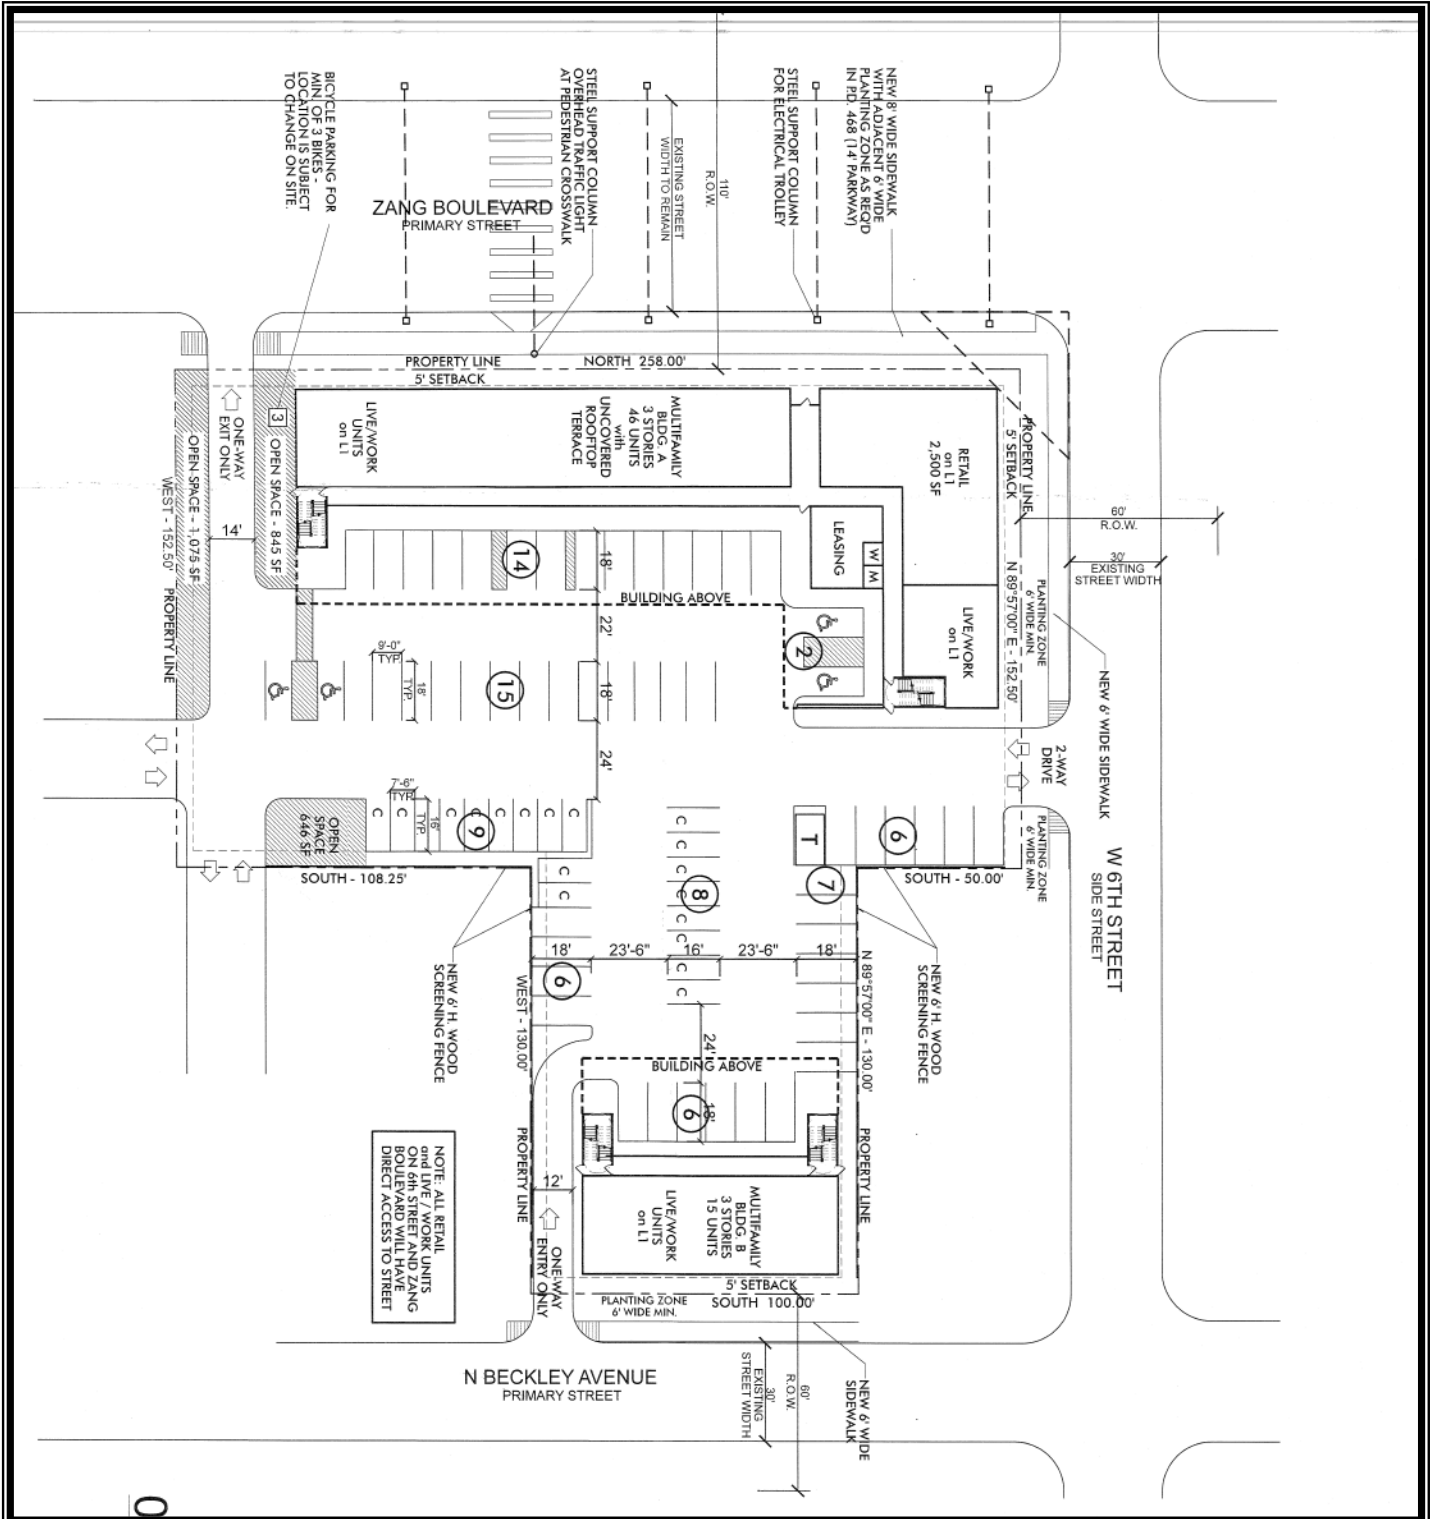 BICYCLE PARKING FOR
MIN. OF 3 BIKES -
LOCATION IS SUBJECT
TO CHANGE ON SITE.
ZANG BOULEVARD
PRIMARY STREET
STEEL SUPPORT COLUMN
OVERHEAD TRAFFIC LIGHT
AT PEDESTRIAN CROSSWALK
EXISTING STREET
WIDTH TO REMAIN
110'
R.O.W.
STEEL SUPPORT COLUMN
FOR ELECTRICAL TROLLEY
NEW 8' WIDE SIDEWALK
WITH ADJACENT 6' WIDE
PLANTING ZONE AS REQ'D
IN P.D. 468 (14' PARKWAY)
PROPERTY LINE
NORTH 258.00'
5' SETBACK
3
ONE-WAY
EXIT ONLY
OPEN SPACE - 1,075 SF
OPEN SPACE - 845 SF
WEST - 152.50'
PROPERTY LINE
14'
LIVE/WORK
UNITS
on L1
MULTIFAMILY
BLDG. A
3 STORIES
46 UNITS
with
UNCOVERED
ROOFTOP
TERRACE
RETAIL
on L1
2,500 SF
PROPERTY LINE
5' SETBACK
N 89°57'00" E - 152.50'
60'
R.O.W.
30'
EXISTING
STREET WIDTH
LEASING
W
M
LIVE/WORK
on L1
PLANTING ZONE
6' WIDE MIN.
NEW 6' WIDE SIDEWALK
14
18'
BUILDING ABOVE
22'
2
9'-0"
TYP.
18'
TYP.
15
18'
24'
2-WAY
DRIVE
7'-6"
TYP.
16'
TYP.
C
C
C
C
C
C
C
C
9
OPEN
SPACE
646 SF
SOUTH - 108.25'
C
C
C
C
C
C
C
C
C
8
T
6
7
SOUTH - 50.00'
PLANTING ZONE
6' WIDE MIN.
W 6TH STREET
SIDE STREET
NEW 6' H. WOOD
SCREENING FENCE
18'
23'-6"
16'
23'-6"
18'
6
WEST - 130.00'
N 89°57'00" E - 130.00'
NEW 6' H. WOOD
SCREENING FENCE
24'
BUILDING ABOVE
18'
6
PROPERTY LINE
PROPERTY LINE
12'
ONE-WAY
ENTRY ONLY
LIVE/WORK
UNITS
on L1
MULTIFAMILY
BLDG. B
3 STORIES
15 UNITS
NOTE: ALL RETAIL
and LIVE / WORK UNITS
ON 6th STREET AND ZANG
BOULEVARD WILL HAVE
DIRECT ACCESS TO STREET
5' SETBACK
PLANTING ZONE
6' WIDE MIN.
SOUTH 100.00'
N BECKLEY AVENUE
PRIMARY STREET
30'
EXISTING
STREET WIDTH
60'
R.O.W.
NEW 6' WIDE
SIDEWALK
0